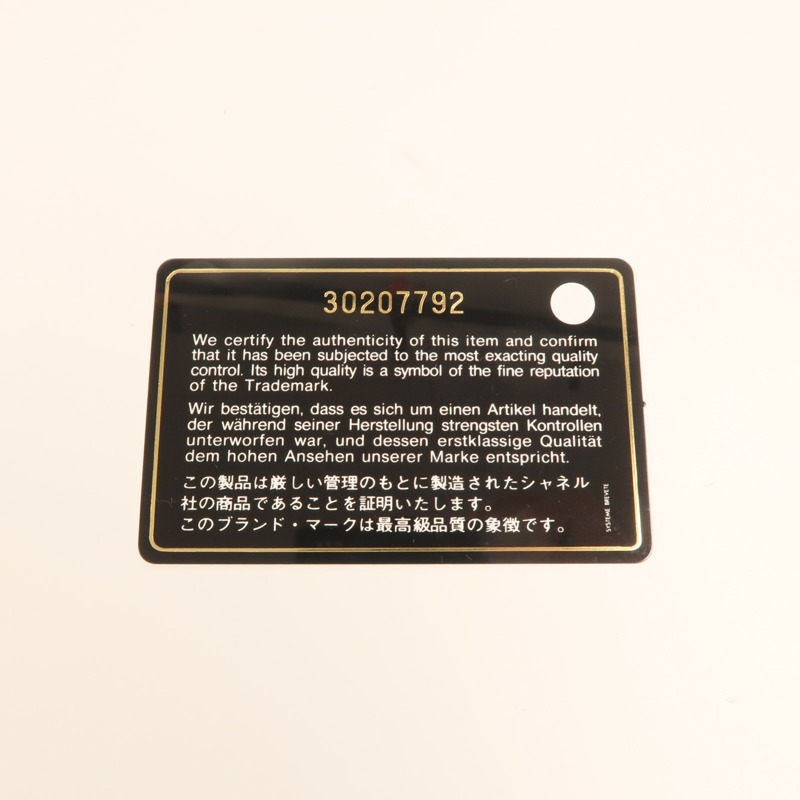 30207792
We certify the authenticity of this item and confirm
that it has been subjected to the most exacting quality
control. Its high quality is a symbol of the fine reputation
of the Trademark.
Wir bestätigen, dass es sich um einen Artikel handelt,
der während seiner Herstellung strengsten Kontrollen
unterworfen war, und dessen erstklassige Qualität
dem hohen Ansehen unserer Marke entspricht.
この製品は厳しい管理のもとに製造されたシャネル
社の商品であることを証明いたします。
このブランド・マークは最高級品質の象徴です。
SYSTEME BREVETE